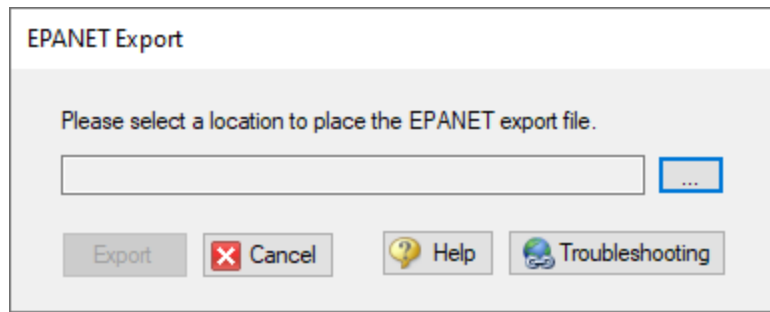 EPANET Export
Please select a location to place the EPANET export file.
...
Export Cancel Help Troubleshooting